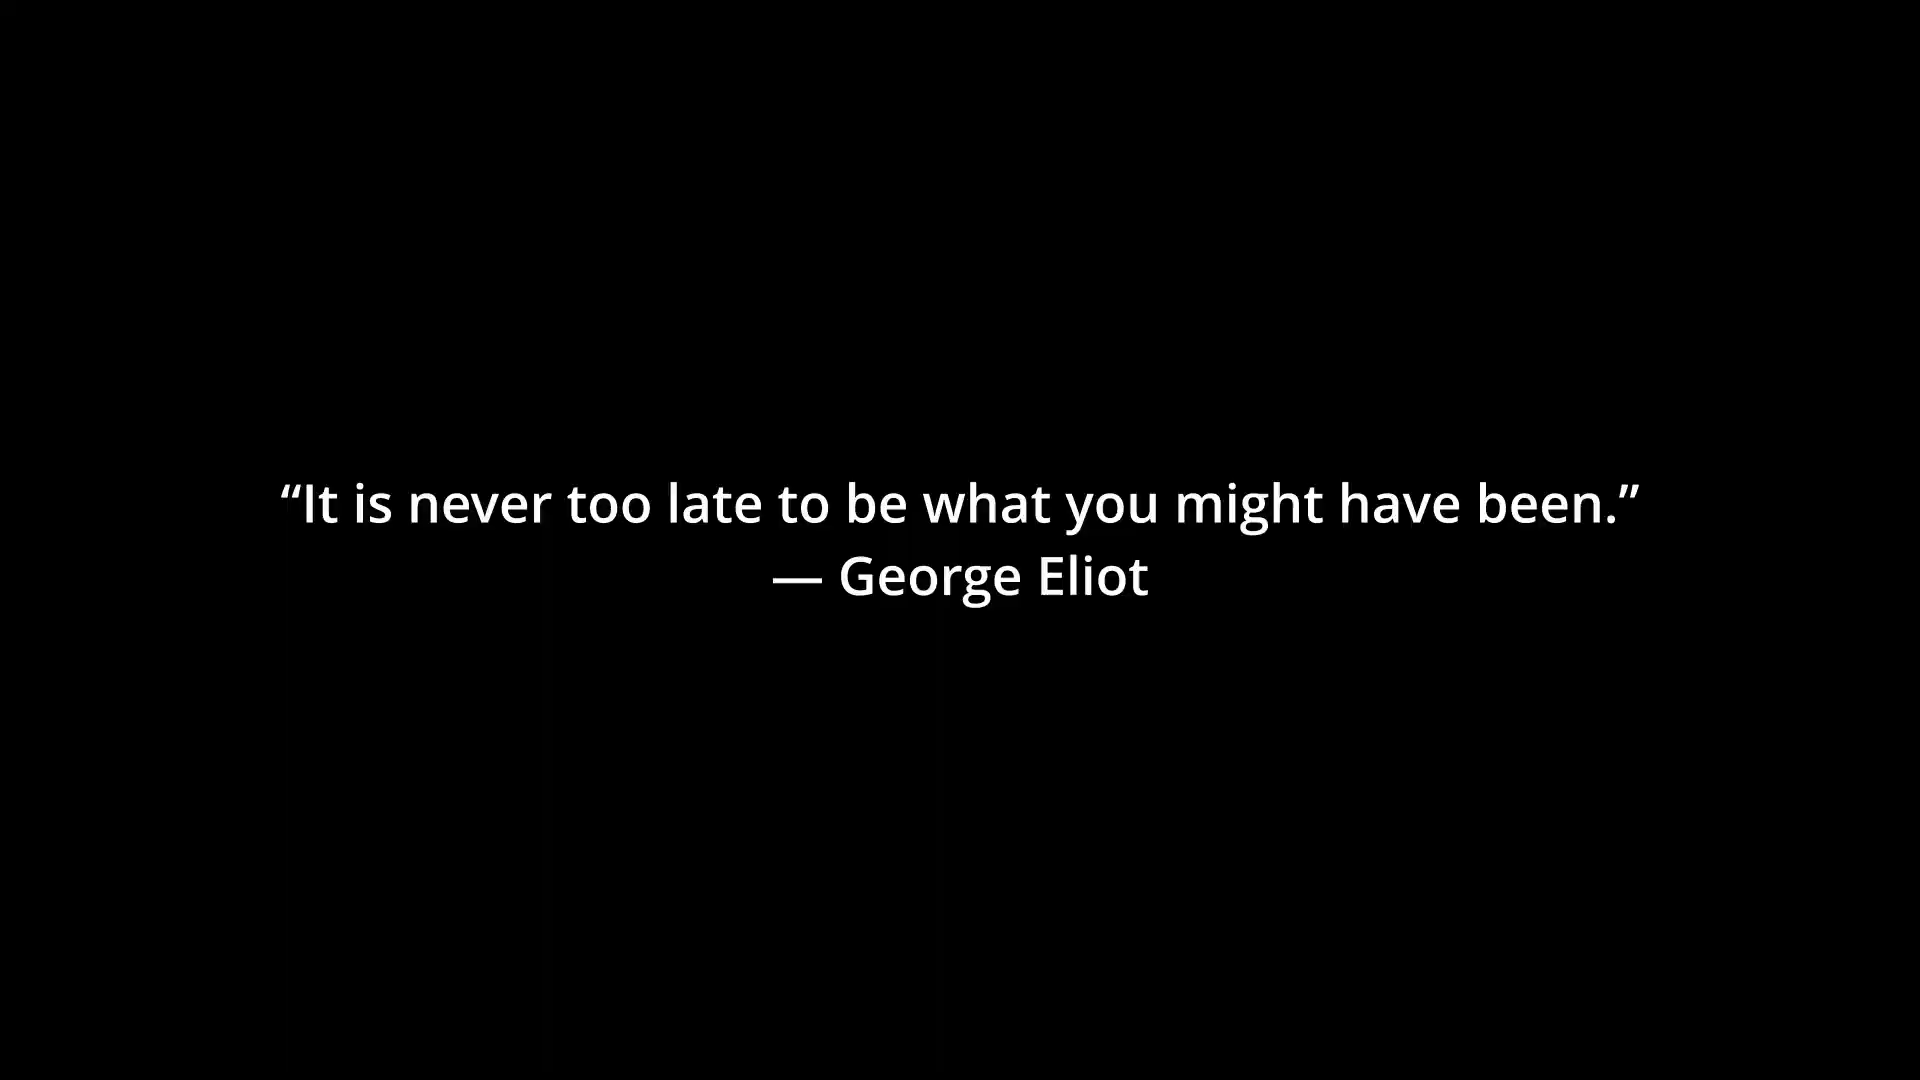 “It is never too late to be what you might have been.”
— George Eliot